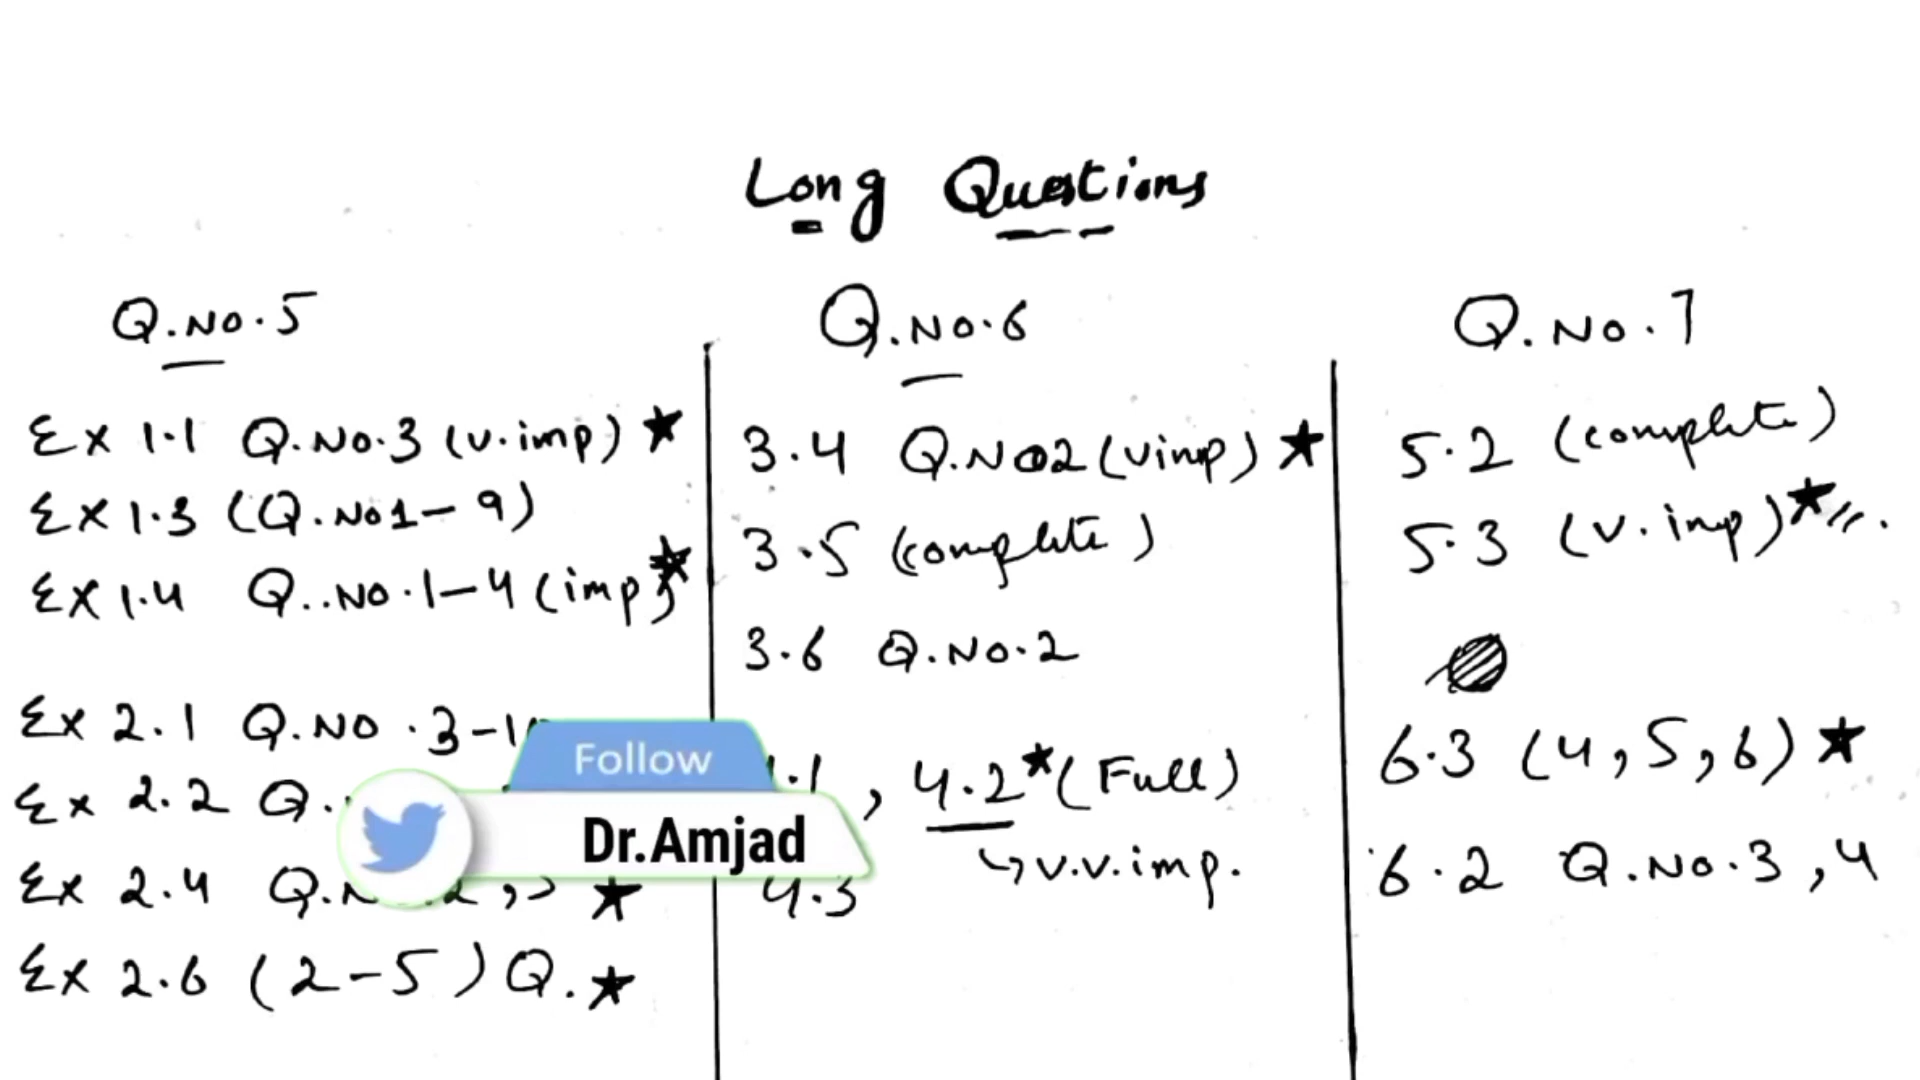 Long Questions
Q.No.5
Ex 1.1 Q.No.3 (v.imp) ★
Ex 1.3 (Q.No1-9)
Ex 1.4 Q..No.1-4 (imp) ★
Ex 2.1 Q.No.3-1
Ex 2.2 Q.
Ex 2.4 Q. ★
Ex 2.6 (2-5) Q. ★
Q.No.6
3.4 Q.No2 (vimp) ★
3.5 (complete)
3.6 Q.No.2
, 4.2 ★ (Full)
↳ v.v.imp.
4.3
Q.No.7
5.2 (complete)
5.3 (v.imp) ★
6.3 (4,5,6) ★
6.2 Q.No.3,4
Follow
Dr.Amjad